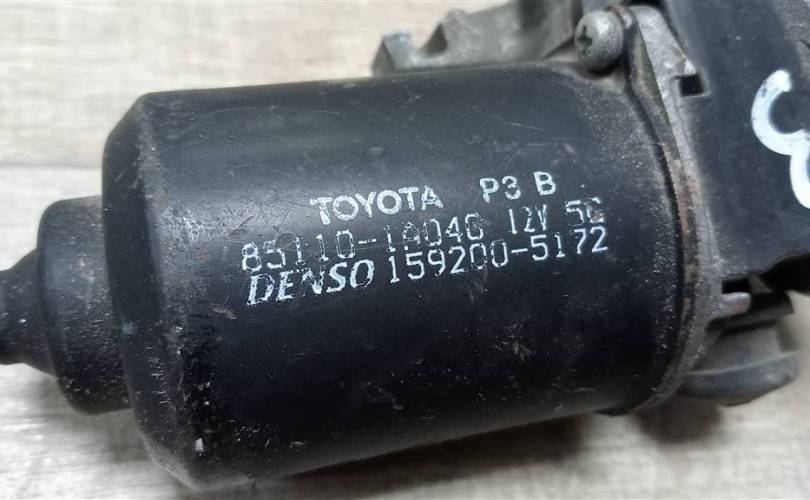 TOYOTA P3 B
85110-1A040 12V 5C
DENSO 159200-5172